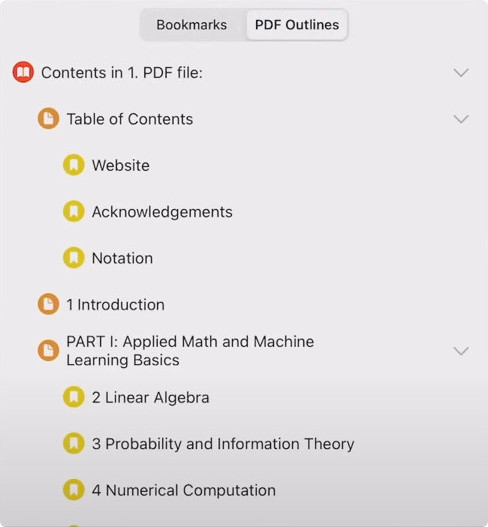 Bookmarks PDF Outlines
Contents in 1. PDF file:
Table of Contents
Website
Acknowledgements
Notation
1 Introduction
PART I: Applied Math and Machine
Learning Basics
2 Linear Algebra
3 Probability and Information Theory
4 Numerical Computation